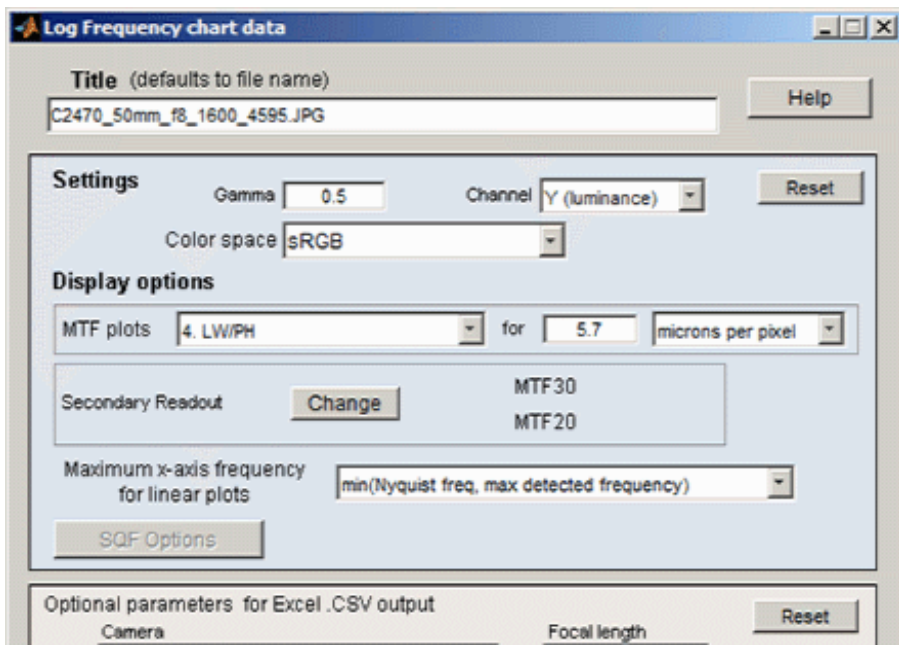 Log Frequency chart data
Title (defaults to file name)
Help
C2470_50mm_f8_1600_4595.JPG
Settings
Reset
Gamma 0.5 Channel Y (luminance)
Color space sRGB
Display options
MTF plots 4. LW/PH for 5.7 microns per pixel
MTF30
Secondary Readout Change
MTF20
Maximum x-axis frequency
for linear plots
min(Nyquist freq, max detected frequency)
SQF Options
Optional parameters for Excel .CSV output
Reset
Camera Focal length